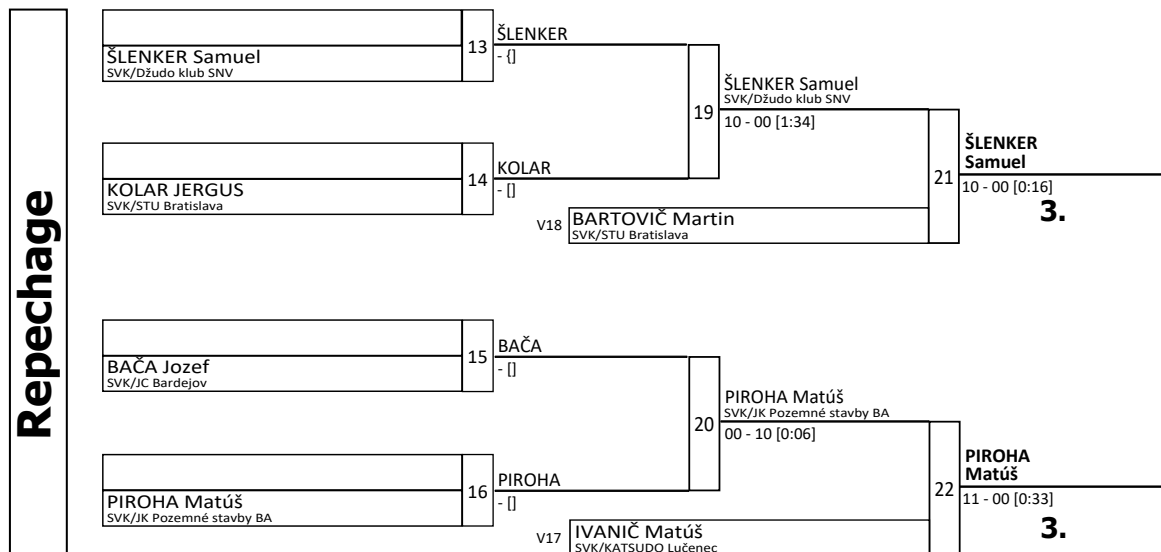 Repechage
ŠLENKER Samuel
SVK/Džudo klub SNV
13
ŠLENKER
- {]
KOLAR JERGUS
SVK/STU Bratislava
14
KOLAR
- []
19
ŠLENKER Samuel
SVK/Džudo klub SNV
10 - 00 [1:34]
V18
BARTOVIČ Martin
SVK/STU Bratislava
21
ŠLENKER
Samuel
10 - 00 [0:16]
3.
BAČA Jozef
SVK/JC Bardejov
15
BAČA
- []
PIROHA Matúš
SVK/JK Pozemné stavby BA
16
PIROHA
- []
20
PIROHA Matúš
SVK/JK Pozemné stavby BA
00 - 10 [0:06]
V17
IVANIČ Matúš
SVK/KATSUDO Lučenec
22
PIROHA
Matúš
11 - 00 [0:33]
3.